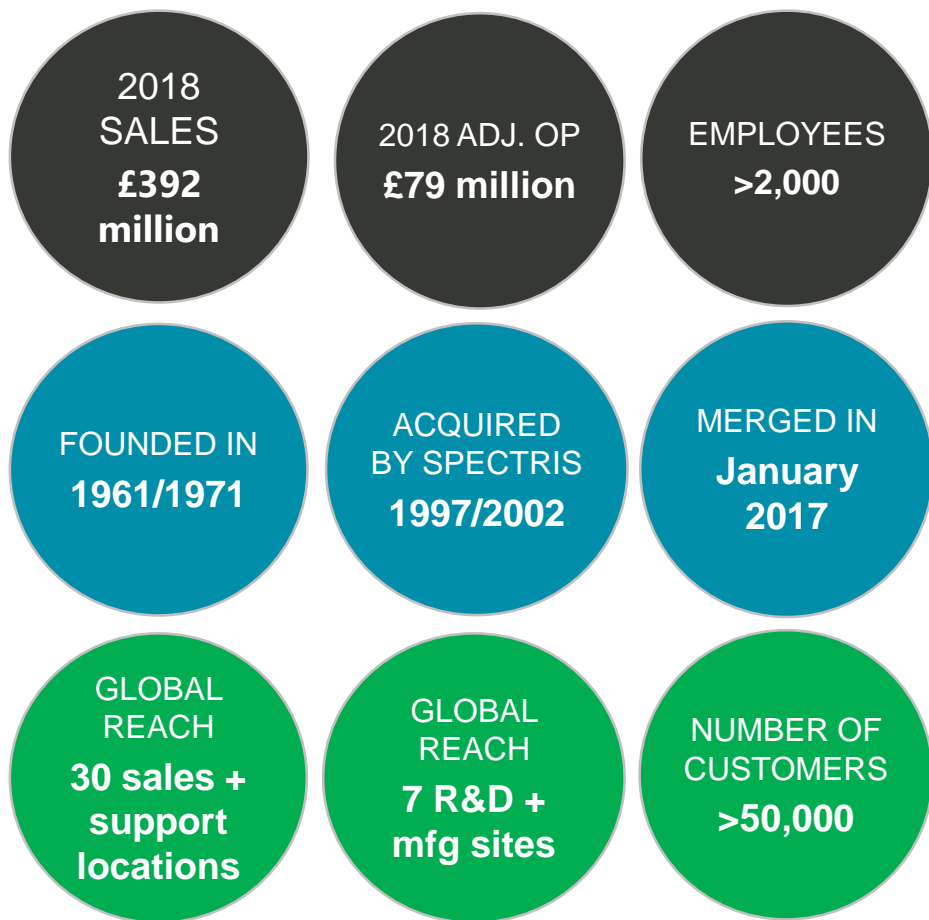 2018
SALES
£392
million
2018 ADJ. OP
£79 million
EMPLOYEES
>2,000
FOUNDED IN
1961/1971
ACQUIRED
BY SPECTRIS
1997/2002
MERGED IN
January
2017
GLOBAL
REACH
30 sales +
support
locations
GLOBAL
REACH
7 R&D +
mfg sites
NUMBER OF
CUSTOMERS
>50,000